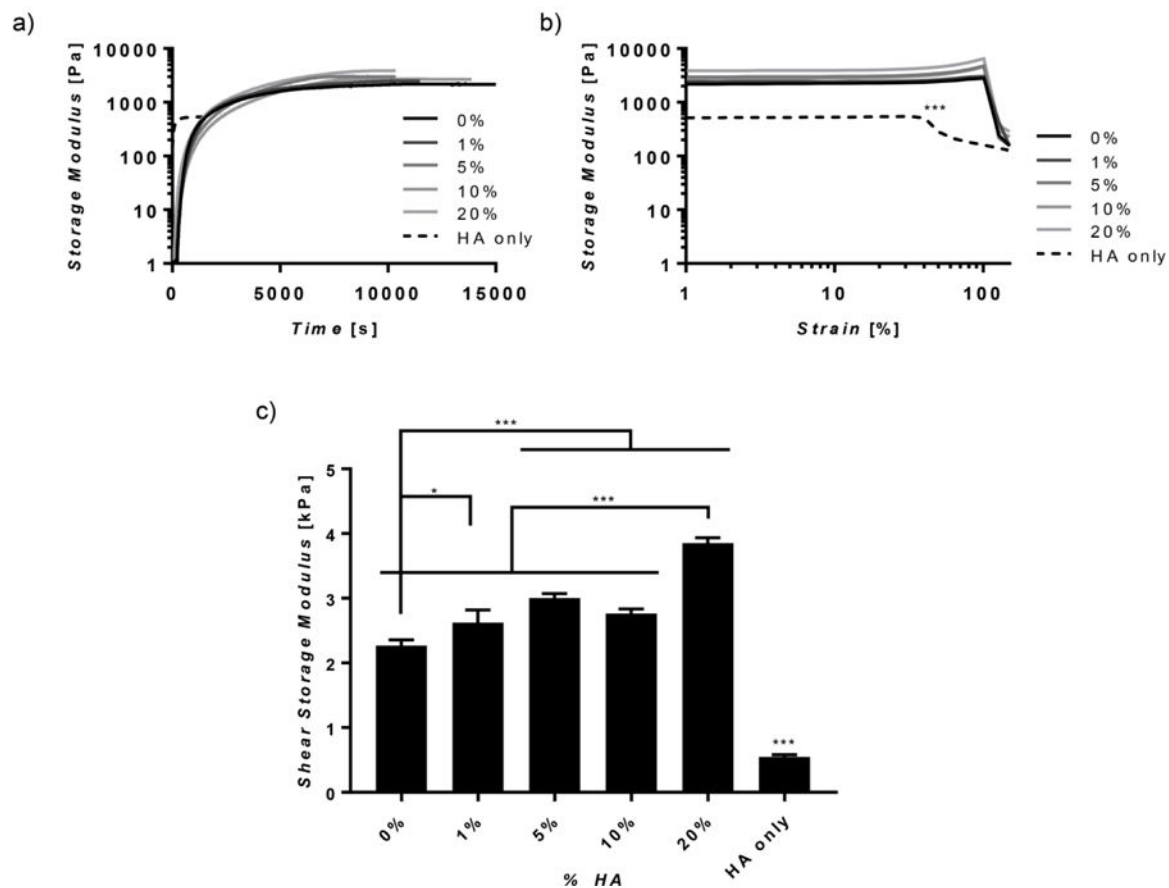 a)
Storage Modulus [Pa]
10000
1000
100
10
1
0 5000 10000 15000
Time [s]
0%
1%
5%
10%
20%
HA only
b)
Storage Modulus [Pa]
10000
1000
100
10
1
1 10 100
Strain [%]
***
0%
1%
5%
10%
20%
HA only
c)
Shear Storage Modulus [kPa]
5
4
3
2
1
0
***
*
***
***
0% 1% 5% 10% 20% HA only
% HA